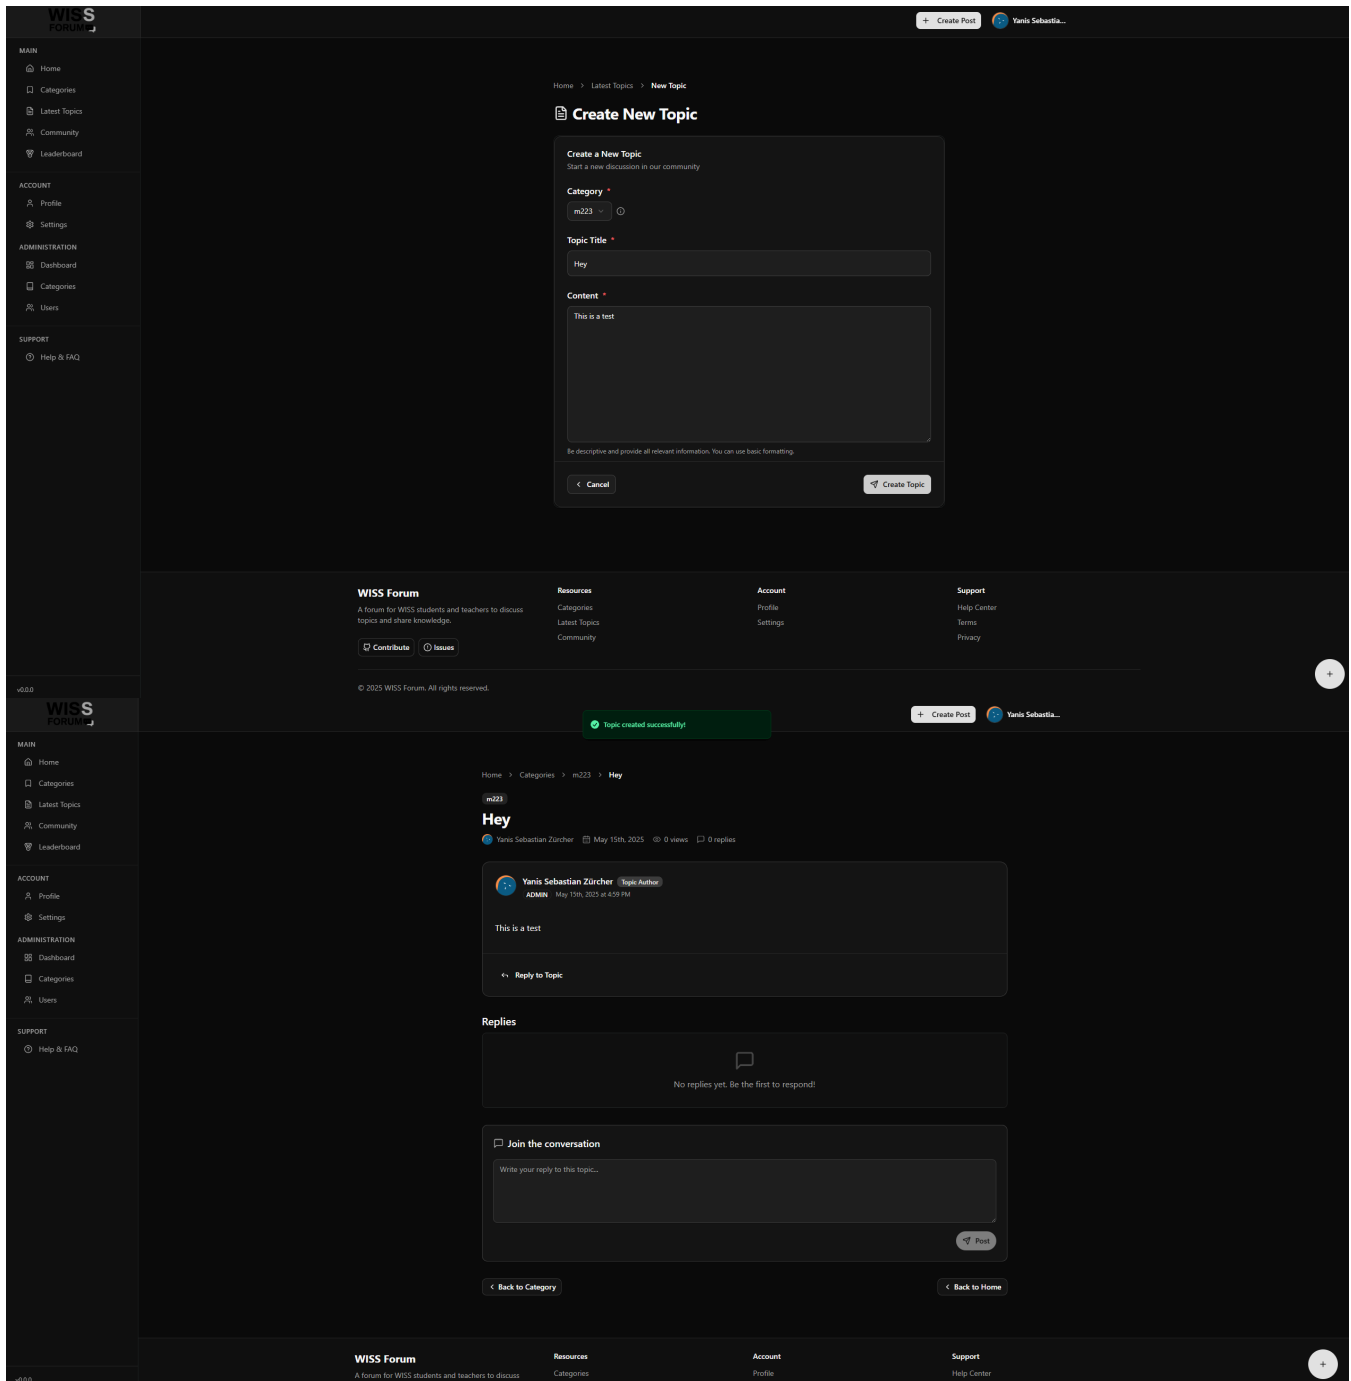 WISS
FORUM
+ Create Post
Yanis Sebastia...
MAIN
Home
Categories
Latest Topics
Community
Leaderboard
ACCOUNT
Profile
Settings
ADMINISTRATION
Dashboard
Categories
Users
SUPPORT
Help & FAQ
v0.0.0
Home > Latest Topics > New Topic
Create New Topic
Create a New Topic
Start a new discussion in our community
Category *
m223
Topic Title *
Hey
Content *
This is a test
Be descriptive and provide all relevant information. You can use basic formatting.
< Cancel
Create Topic
WISS Forum
A forum for WISS students and teachers to discuss
topics and share knowledge.
Contribute
Issues
Resources
Categories
Latest Topics
Community
Account
Profile
Settings
Support
Help Center
Terms
Privacy
© 2025 WISS Forum. All rights reserved.
+
WISS
FORUM
Topic created successfully!
+ Create Post
Yanis Sebastia...
MAIN
Home
Categories
Latest Topics
Community
Leaderboard
ACCOUNT
Profile
Settings
ADMINISTRATION
Dashboard
Categories
Users
SUPPORT
Help & FAQ
v0.0.0
Home > Categories > m223 > Hey
m223
Hey
Yanis Sebastian Zürcher May 15th, 2025 0 views 0 replies
Yanis Sebastian Zürcher Topic Author
ADMIN May 15th, 2025 at 4:59 PM
This is a test
Reply to Topic
Replies
No replies yet. Be the first to respond!
Join the conversation
Write your reply to this topic...
Post
< Back to Category
< Back to Home
WISS Forum
A forum for WISS students and teachers to discuss
Resources
Categories
Account
Profile
Support
Help Center
+